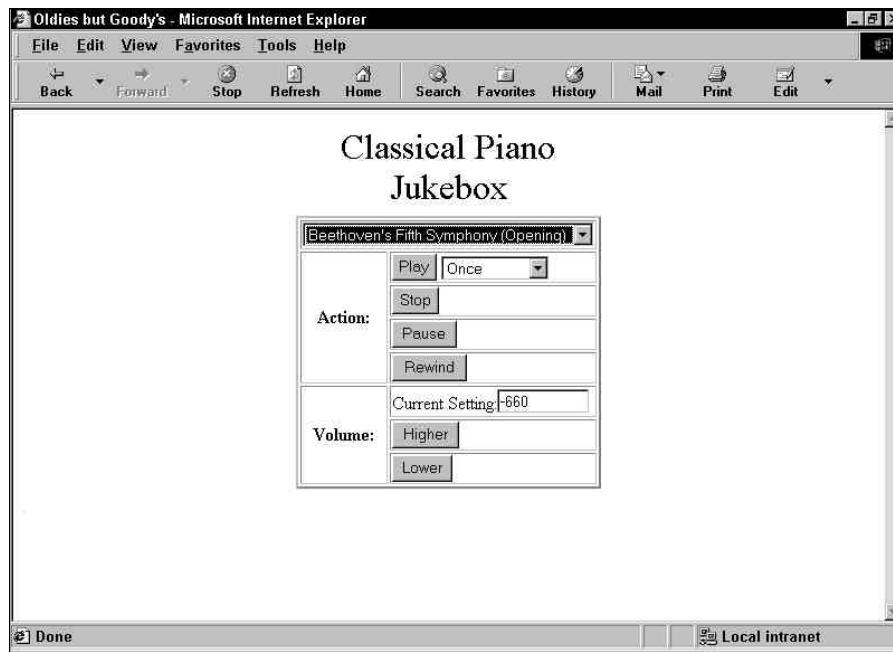 Oldies but Goody's - Microsoft Internet Explorer
File Edit View Favorites Tools Help
Back Forward Stop Refresh Home Search Favorites History Mail Print Edit
Classical Piano
Jukebox
Beethoven's Fifth Symphony (Opening)
Action:
Play Once
Stop
Pause
Rewind
Volume:
Current Setting: -660
Higher
Lower
Done Local intranet